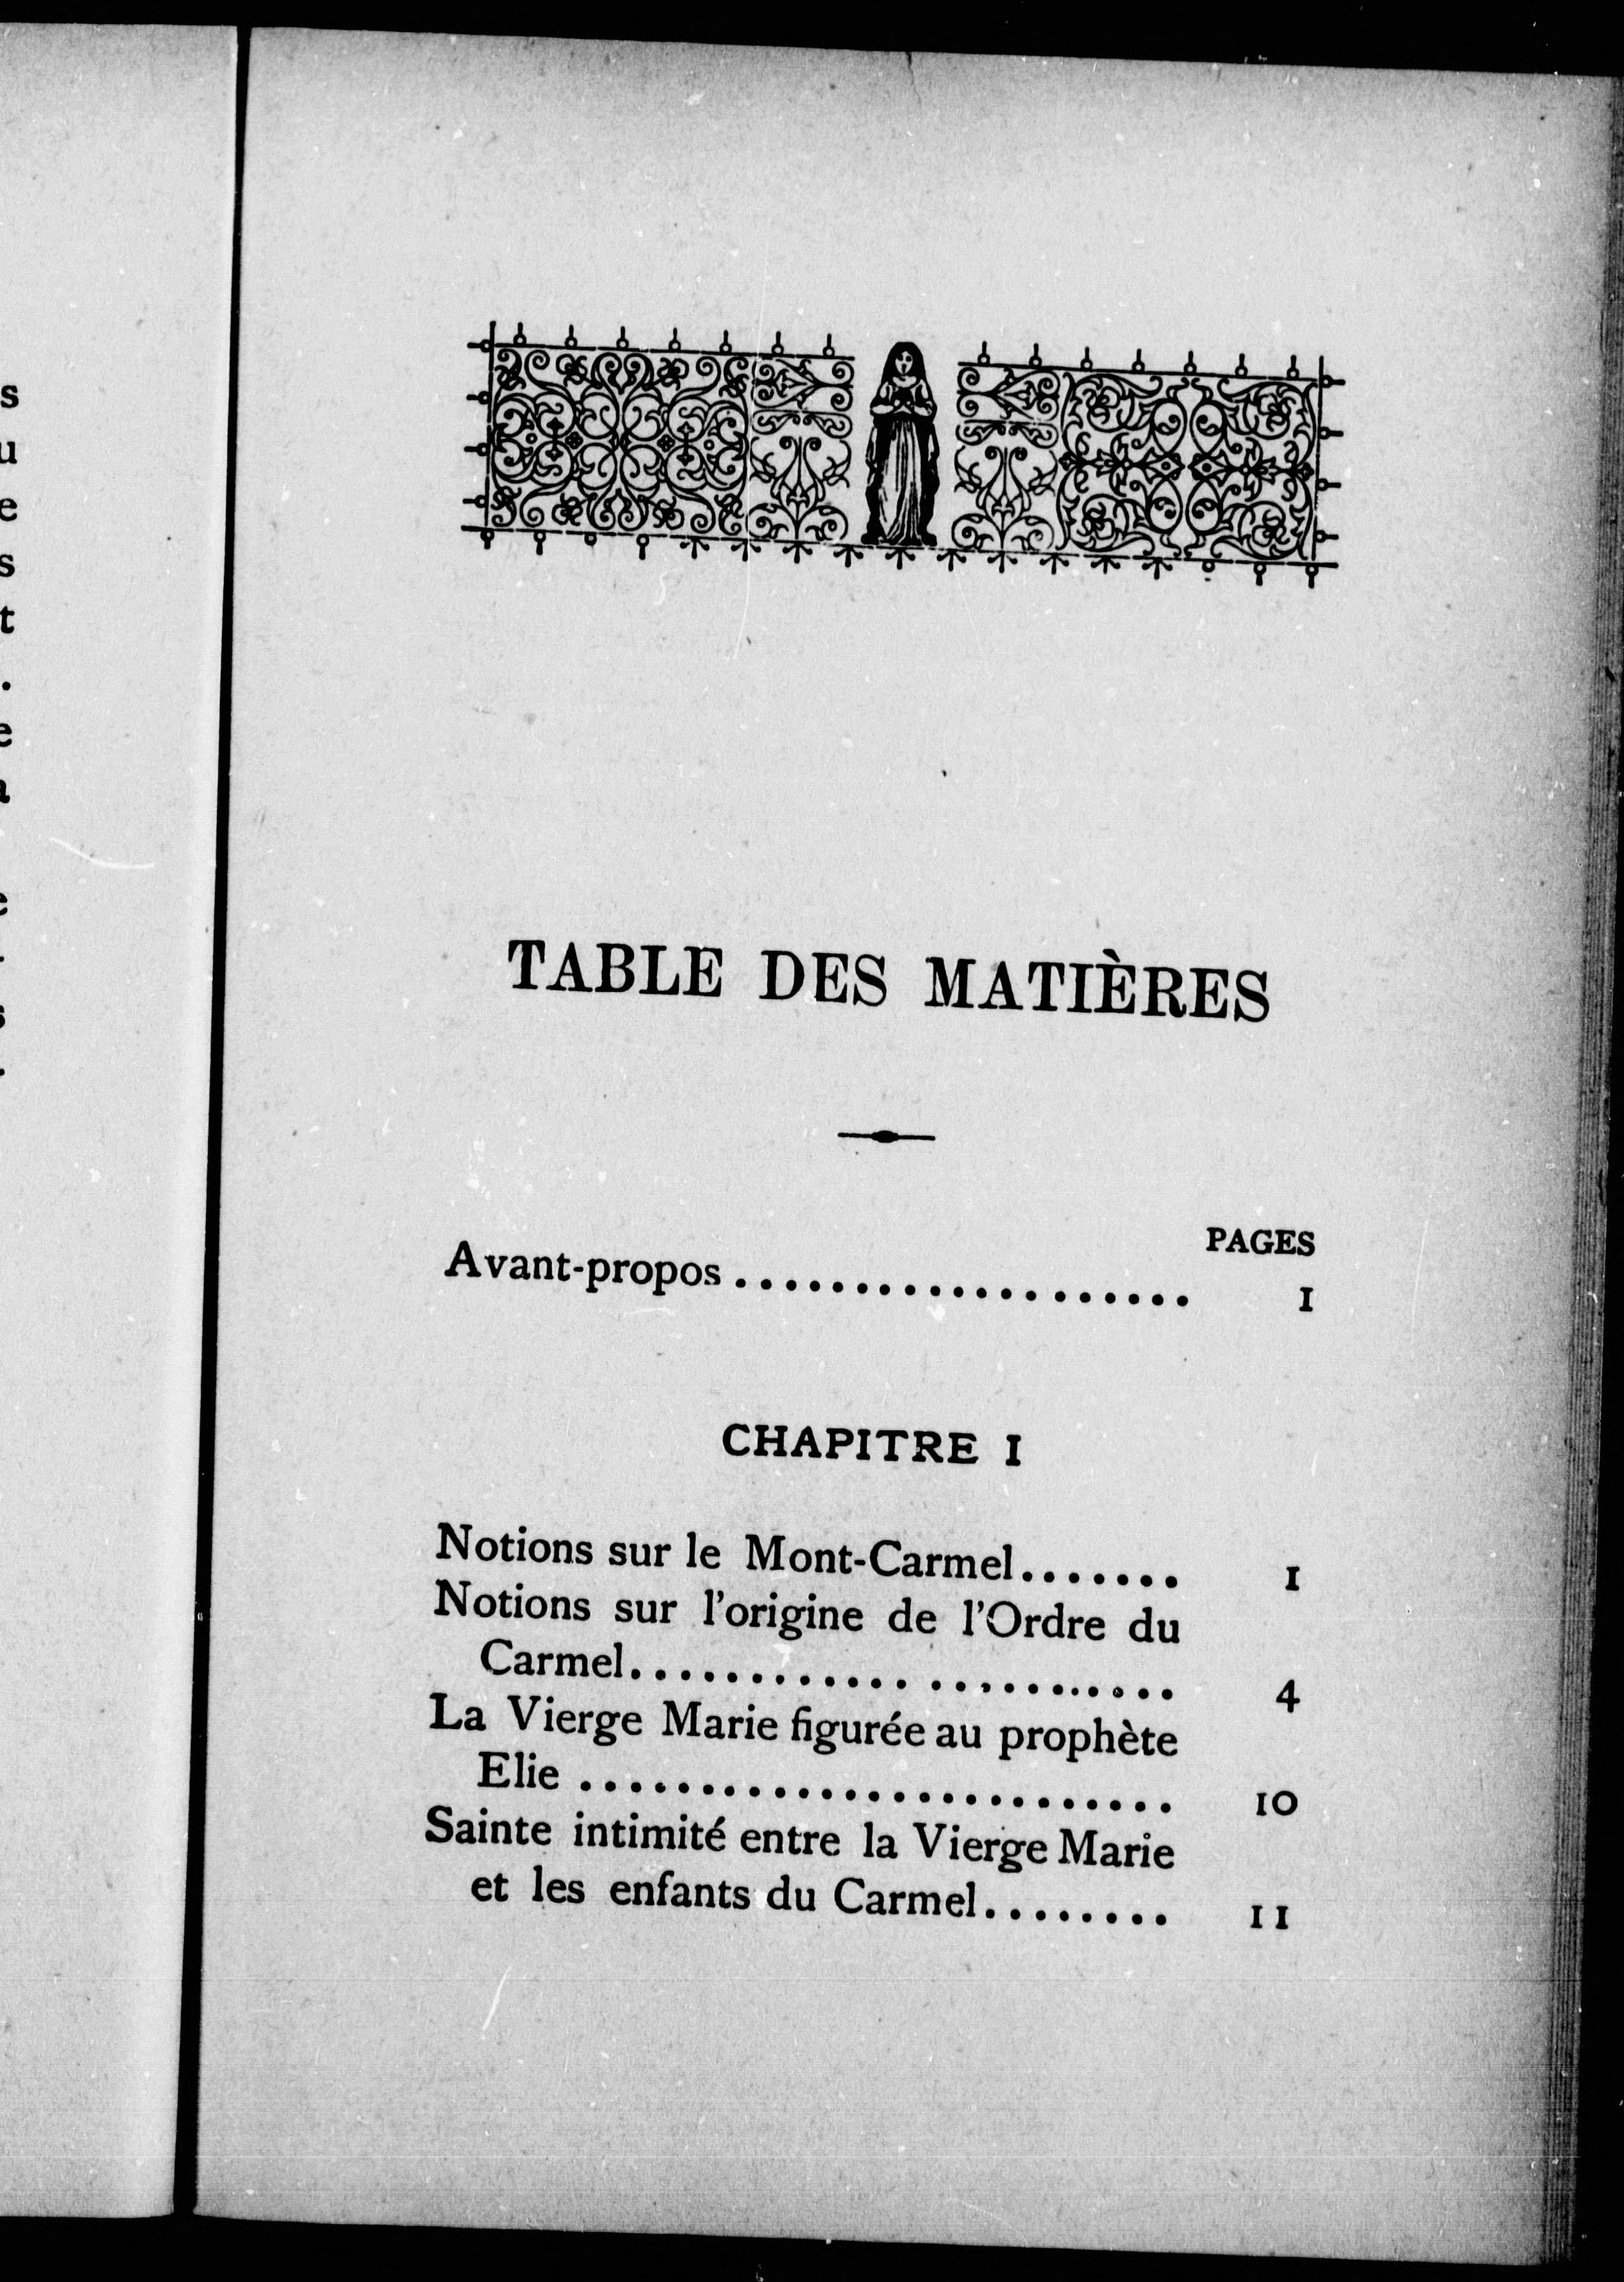 TABLE DES MATIÈRES
PAGES
Avant-propos................... 1
CHAPITRE I
Notions sur le Mont-Carmel....... 1
Notions sur l'origine de l'Ordre du
Carmel....................... 4
La Vierge Marie figurée au prophète
Elie ......................... 10
Sainte intimité entre la Vierge Marie
et les enfants du Carmel........ 11